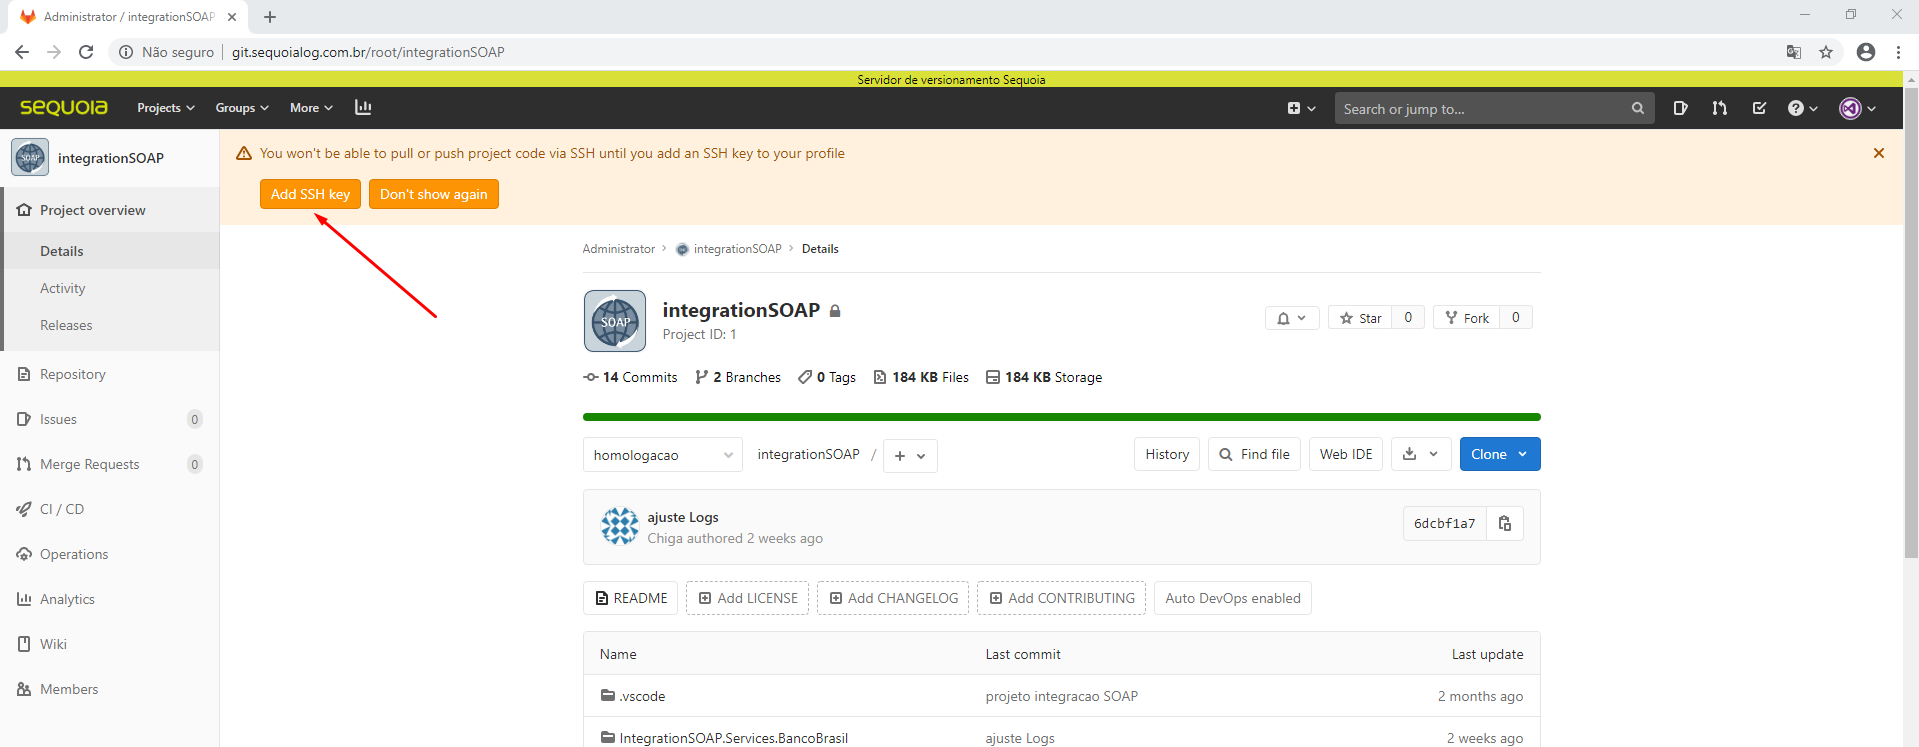 Administrator / integrationSOAP
Não seguro
git.sequoialog.com.br/root/integrationSOAP
Servidor de versionamento Sequoia
sequoia
Projects
Groups
More
Search or jump to...
SOAP
integrationSOAP
You won't be able to pull or push project code via SSH until you add an SSH key to your profile
Add SSH key
Don't show again
Project overview
Details
Activity
Releases
Repository
Issues 0
Merge Requests 0
CI / CD
Operations
Analytics
Wiki
Members
Administrator > integrationSOAP > Details
SOAP
integrationSOAP
Project ID: 1
Star 0
Fork 0
14 Commits
2 Branches
0 Tags
184 KB Files
184 KB Storage
homologacao
integrationSOAP /
History
Find file
Web IDE
Clone
ajuste Logs
Chiga authored 2 weeks ago
6dcbf1a7
README
Add LICENSE
Add CHANGELOG
Add CONTRIBUTING
Auto DevOps enabled
Name Last commit Last update
.vscode projeto integracao SOAP 2 months ago
IntegrationSOAP.Services.BancoBrasil ajuste Logs 2 weeks ago